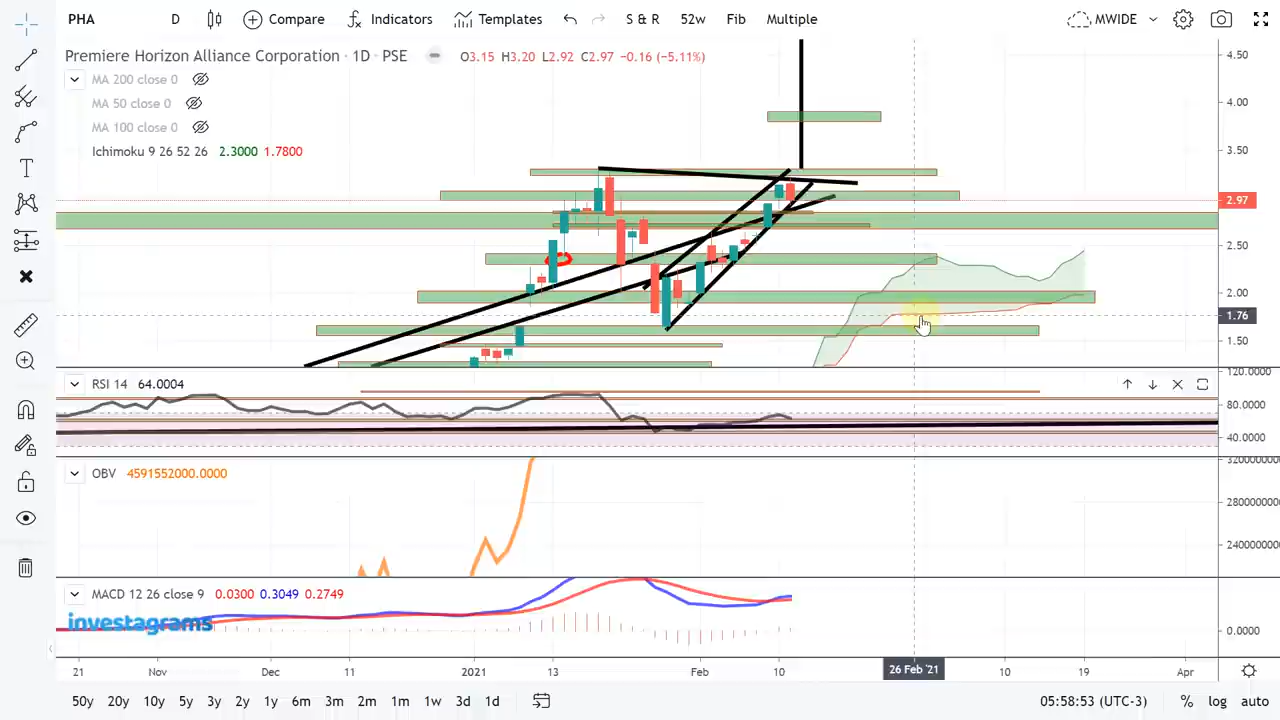 PHA D Compare Indicators Templates S & R 52w Fib Multiple MWIDE
Premiere Horizon Alliance Corporation · 1D · PSE O3.15 H3.20 L2.92 C2.97 −0.16 (−5.11%)
MA 200 close 0
MA 50 close 0
MA 100 close 0
Ichimoku 9 26 52 26 2.3000 1.7800
4.50
4.00
3.50
2.97
2.50
2.00
1.76
1.50
RSI 14 64.0004
120.0000
80.0000
40.0000
OBV 4591552000.0000
MACD 12 26 close 9 0.0300 0.3049 0.2749
investagrams
0.0000
21 Nov Dec 11 2021 13 Feb 10 26 Feb '21 10 19 Apr
50y 20y 10y 5y 3y 2y 1y 6m 3m 2m 1m 1w 3d 1d 05:58:53 (UTC-3) % log auto